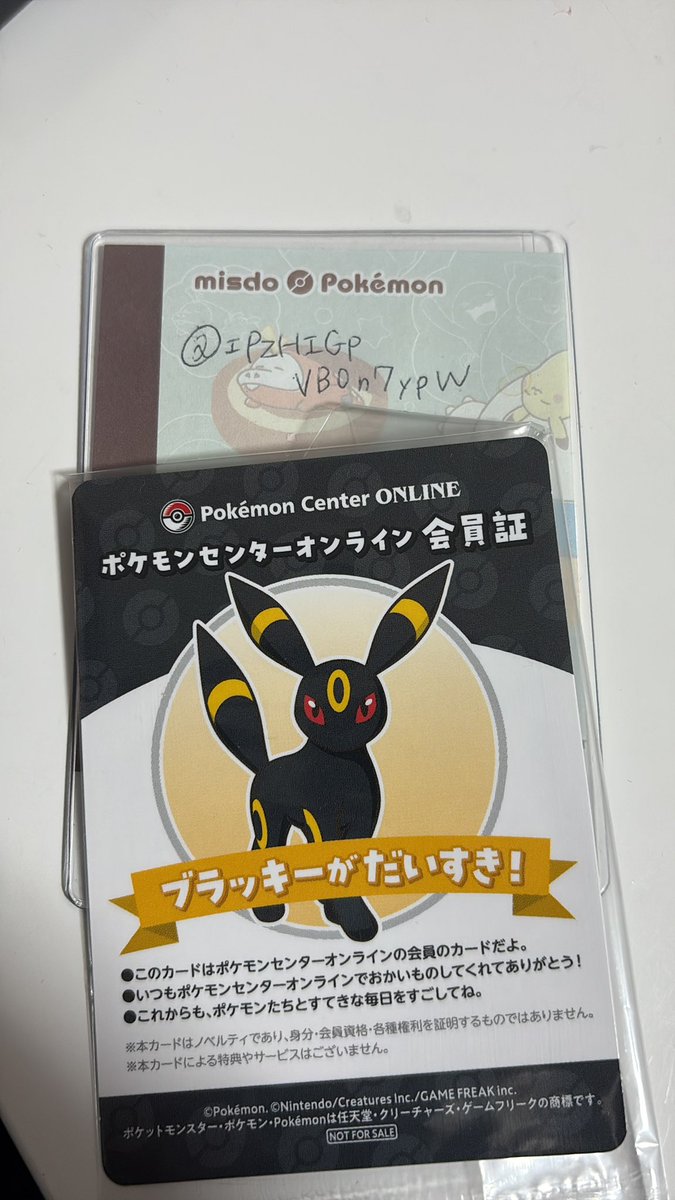 misdo Pokémon
@IPZHIGp
VB0n7ypW
Pokémon Center ONLINE
ポケモンセンターオンライン 会員証
ブラッキーがだいすき!
●このカードはポケモンセンターオンラインの会員のカードだよ。
●いつもポケモンセンターオンラインでおかいものしてくれてありがとう!
●これからも、ポケモンたちとすてきな毎日をすごしてね。
※本カードはノベルティであり、身分・会員資格・各種権利を証明するものではありません。
※本カードによる特典やサービスはございません。
©Pokémon. ©Nintendo/Creatures Inc./GAME FREAK inc.
ポケットモンスター・ポケモン・Pokémonは任天堂・クリーチャーズ・ゲームフリークの商標です。
NOT FOR SALE